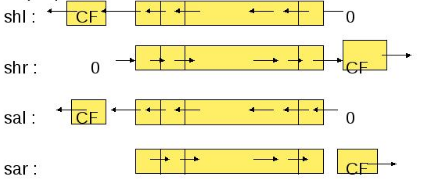 shl : CF 0
shr : 0 CF
sal : CF 0
sar : CF